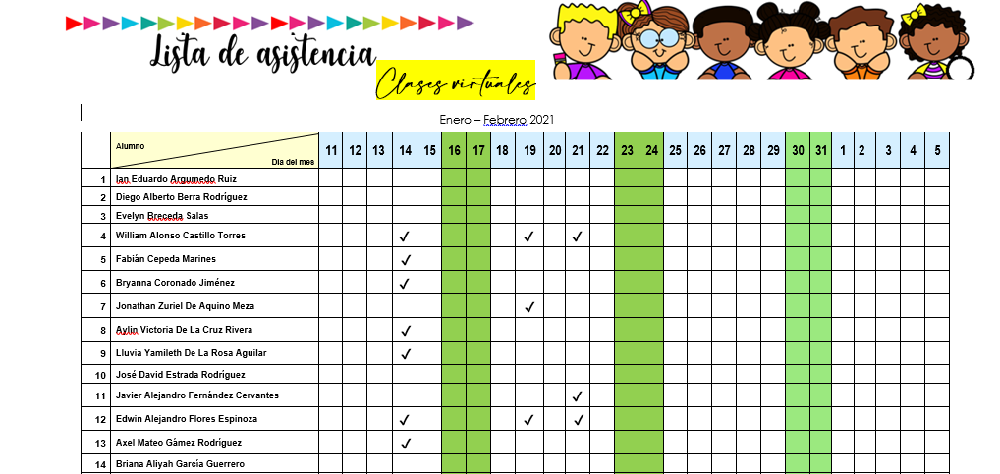 Lista de asistencia
Clases virtuales
Enero – Febrero 2021
Alumno
Dia del mes
11 12 13 14 15 16 17 18 19 20 21 22 23 24 25 26 27 28 29 30 31 1 2 3 4 5
1 Ian Eduardo Argumedo Ruiz
2 Diego Alberto Berra Rodríguez
3 Evelyn Breceda Salas
4 William Alonso Castillo Torres ✓ ✓ ✓
5 Fabián Cepeda Marines ✓
6 Bryanna Coronado Jiménez ✓
7 Jonathan Zuriel De Aquino Meza ✓
8 Aylin Victoria De La Cruz Rivera ✓
9 Lluvia Yamileth De La Rosa Aguilar ✓
10 José David Estrada Rodríguez
11 Javier Alejandro Fernández Cervantes ✓
12 Edwin Alejandro Flores Espinoza ✓ ✓ ✓
13 Axel Mateo Gámez Rodríguez ✓
14 Briana Aliyah García Guerrero